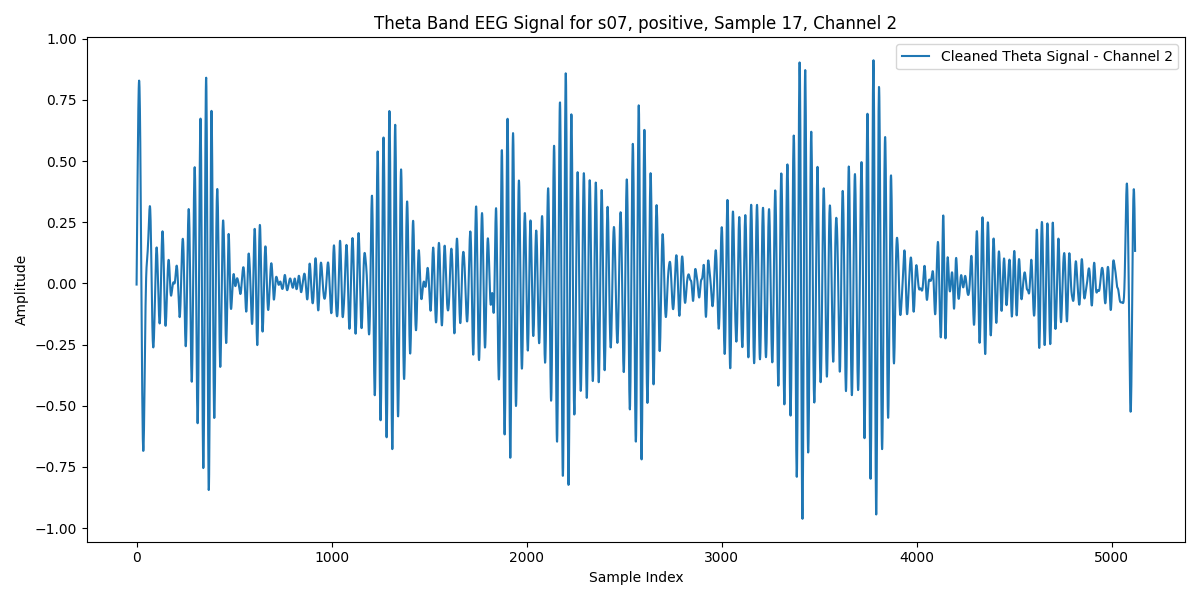 Theta Band EEG Signal for s07, positive, Sample 17, Channel 2
Cleaned Theta Signal - Channel 2
1.00
0.75
0.50
0.25
0.00
−0.25
−0.50
−0.75
−1.00
Amplitude
0 1000 2000 3000 4000 5000
Sample Index